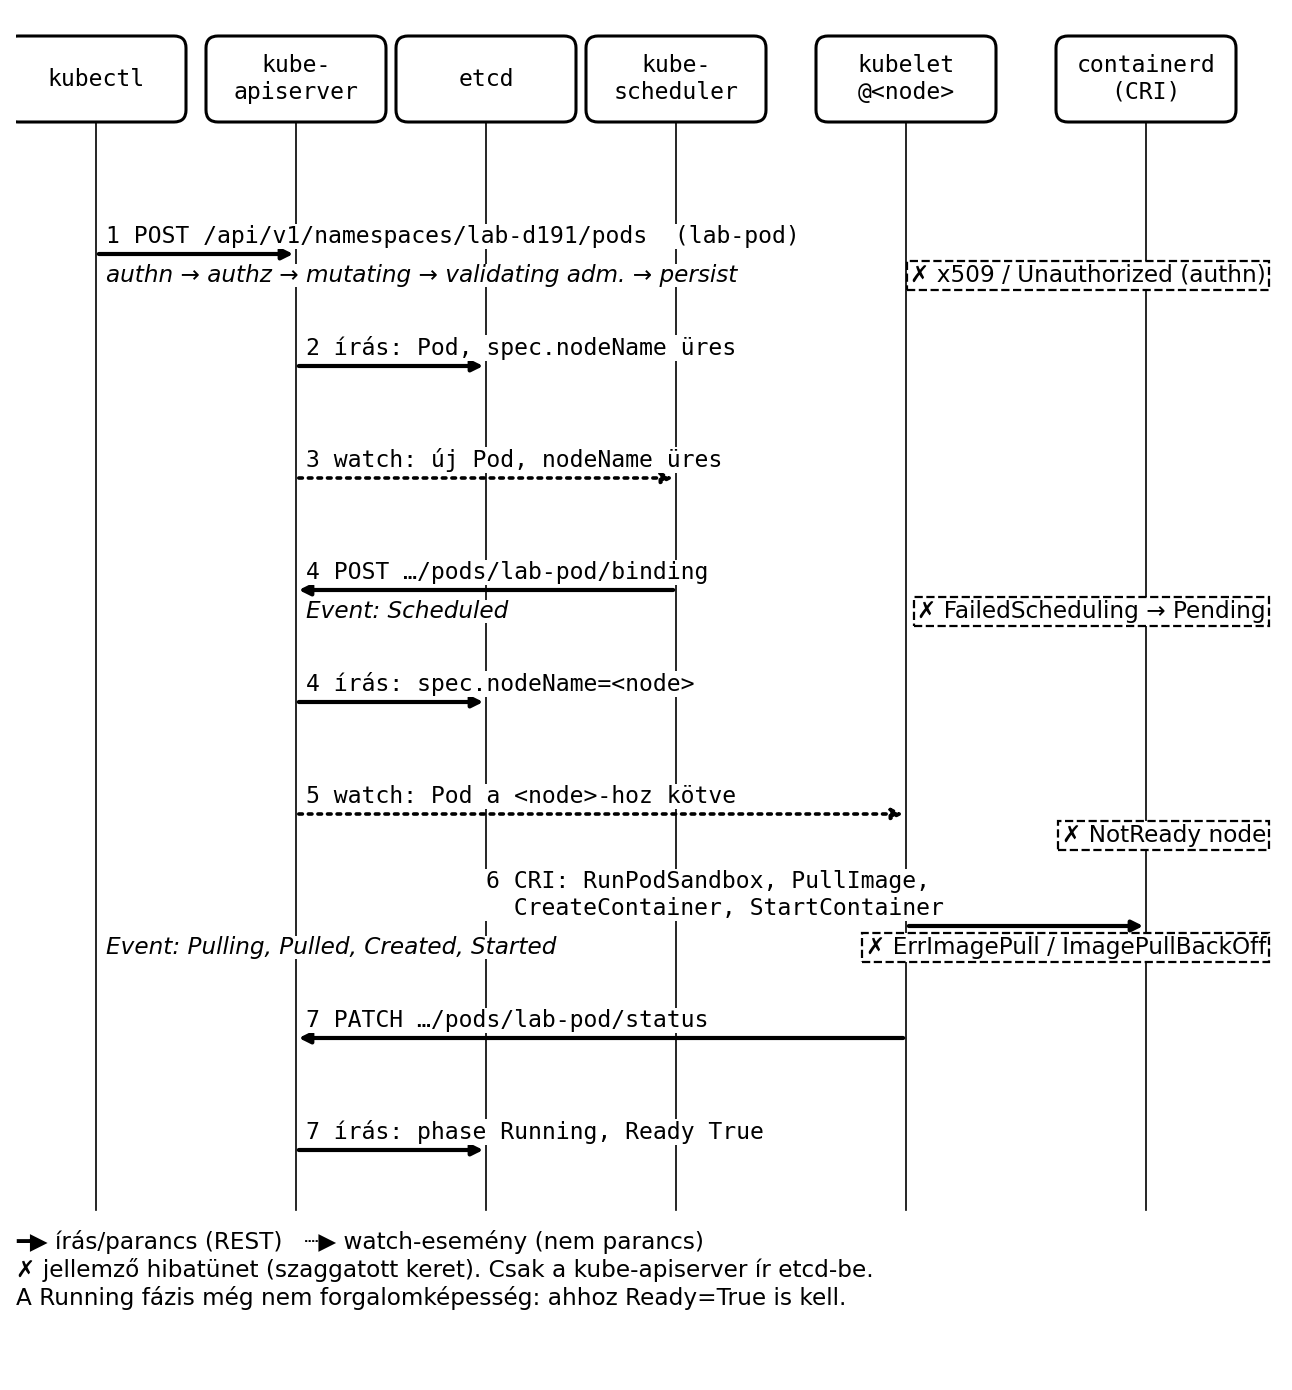 kubectl
kube-
apiserver
etcd
kube-
scheduler
kubelet
@<node>
containerd
(CRI)
1 POST /api/v1/namespaces/lab-d191/pods  (lab-pod)
authn → authz → mutating → validating adm. → persist
✗ x509 / Unauthorized (authn)
2 írás: Pod, spec.nodeName üres
3 watch: új Pod, nodeName üres
4 POST …/pods/lab-pod/binding
Event: Scheduled
✗ FailedScheduling → Pending
4 írás: spec.nodeName=<node>
5 watch: Pod a <node>-hoz kötve
✗ NotReady node
6 CRI: RunPodSandbox, PullImage,
CreateContainer, StartContainer
Event: Pulling, Pulled, Created, Started
✗ ErrImagePull / ImagePullBackOff
7 PATCH …/pods/lab-pod/status
7 írás: phase Running, Ready True
━▶ írás/parancs (REST)   ┈▶ watch-esemény (nem parancs)
✗ jellemző hibatünet (szaggatott keret). Csak a kube-apiserver ír etcd-be.
A Running fázis még nem forgalomképesség: ahhoz Ready=True is kell.